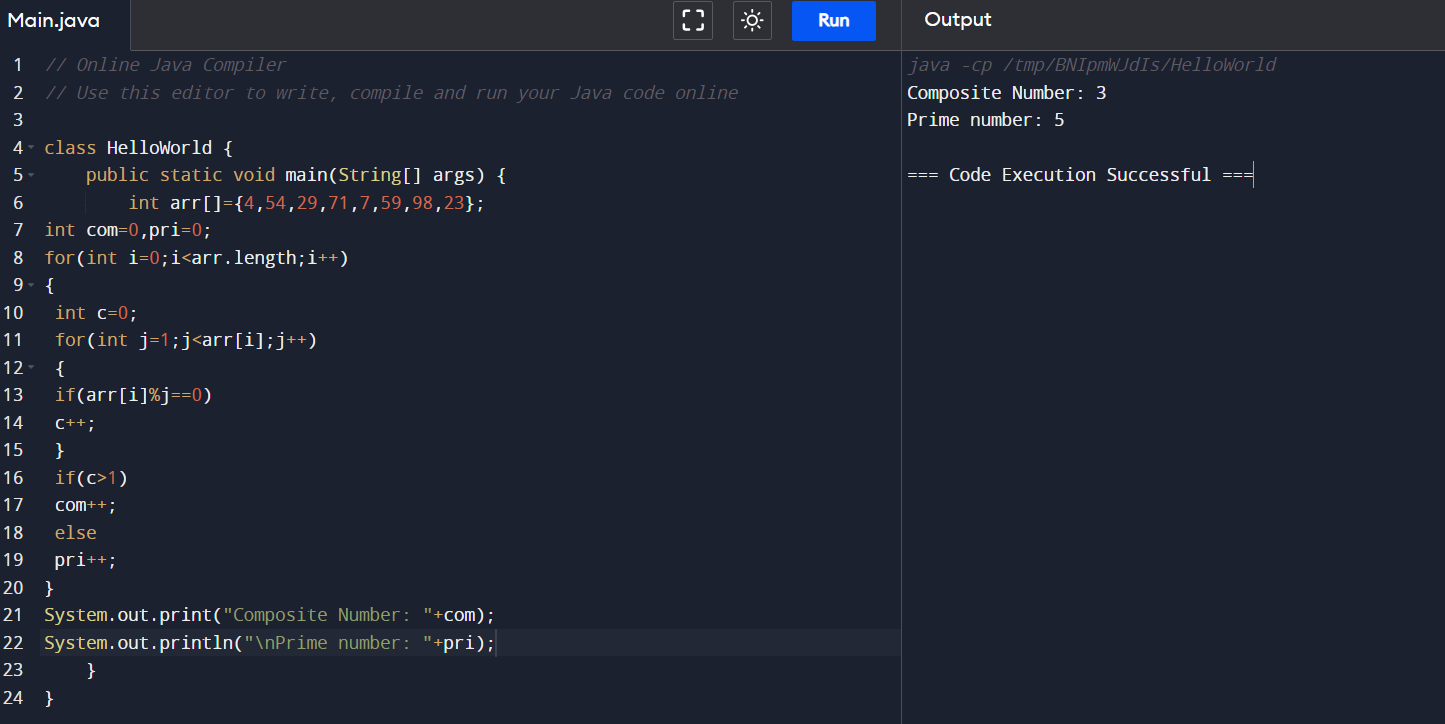 Main.java
Run
Output
1 // Online Java Compiler
2 // Use this editor to write, compile and run your Java code online
3
4 class HelloWorld {
5     public static void main(String[] args) {
6         int arr[]={4,54,29,71,7,59,98,23};
7 int com=0,pri=0;
8 for(int i=0;i<arr.length;i++)
9 {
10  int c=0;
11  for(int j=1;j<arr[i];j++)
12  {
13  if(arr[i]%j==0)
14  c++;
15  }
16  if(c>1)
17  com++;
18  else
19  pri++;
20 }
21 System.out.print("Composite Number: "+com);
22 System.out.println("\nPrime number: "+pri);
23     }
24 }
java -cp /tmp/BNIpmWJdIs/HelloWorld
Composite Number: 3
Prime number: 5
=== Code Execution Successful ===